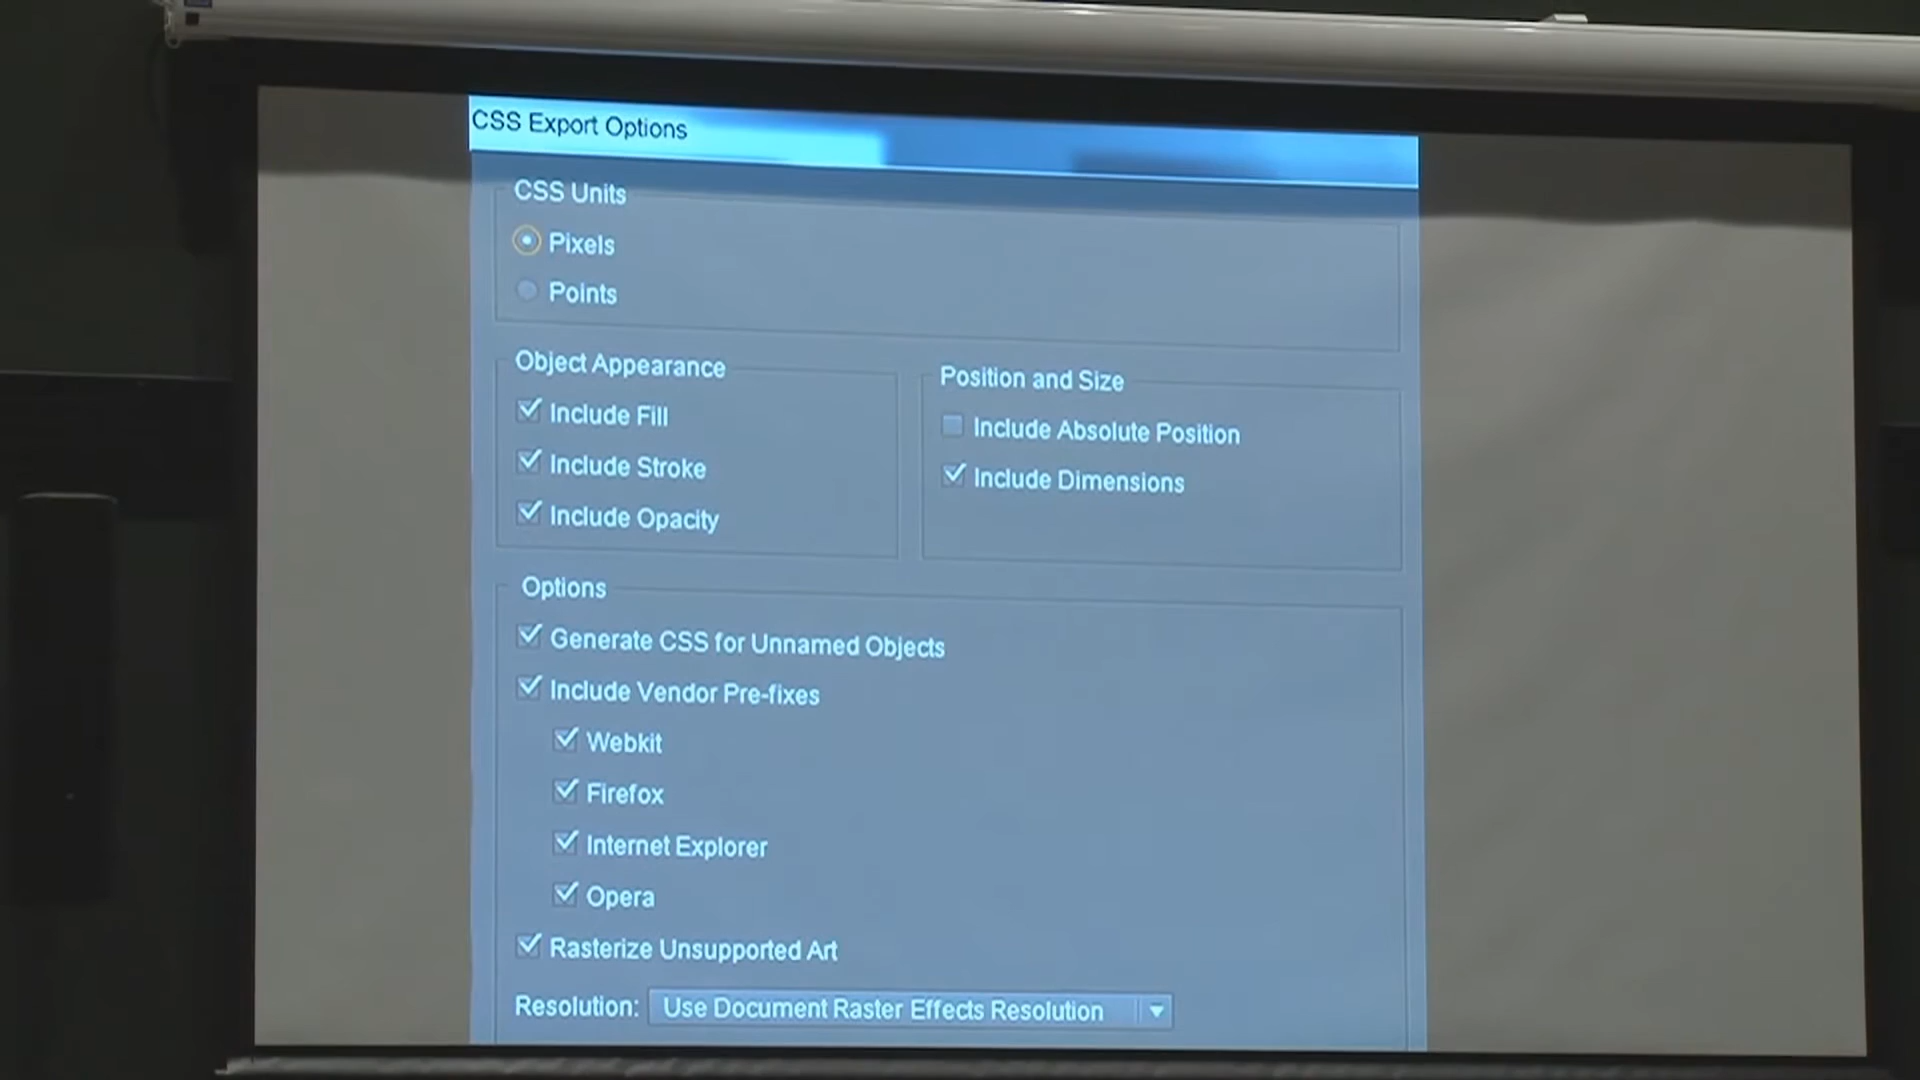 CSS Export Options
CSS Units
Pixels
Points
Object Appearance
Include Fill
Include Stroke
Include Opacity
Position and Size
Include Absolute Position
Include Dimensions
Options
Generate CSS for Unnamed Objects
Include Vendor Pre-fixes
Webkit
Firefox
Internet Explorer
Opera
Rasterize Unsupported Art
Resolution: Use Document Raster Effects Resolution